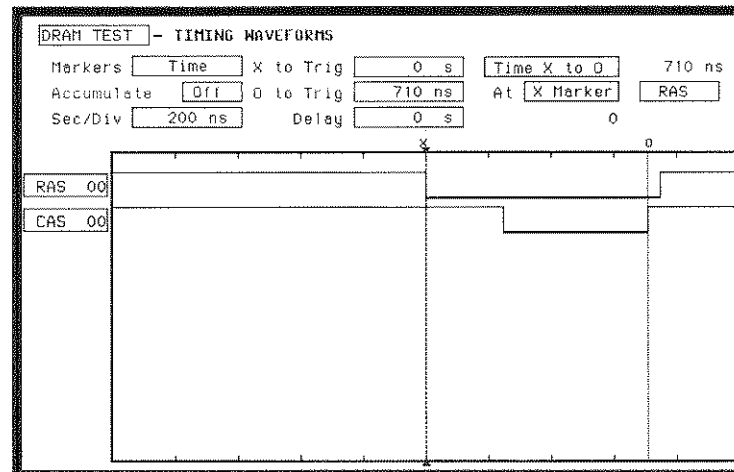 DRAM TEST - TIMING WAVEFORMS
Markers Time X to Trig 0 s Time X to O 710 ns
Accumulate Off O to Trig 710 ns At X Marker RAS
Sec/Div 200 ns Delay 0 s 0
X O
RAS 00
CAS 00